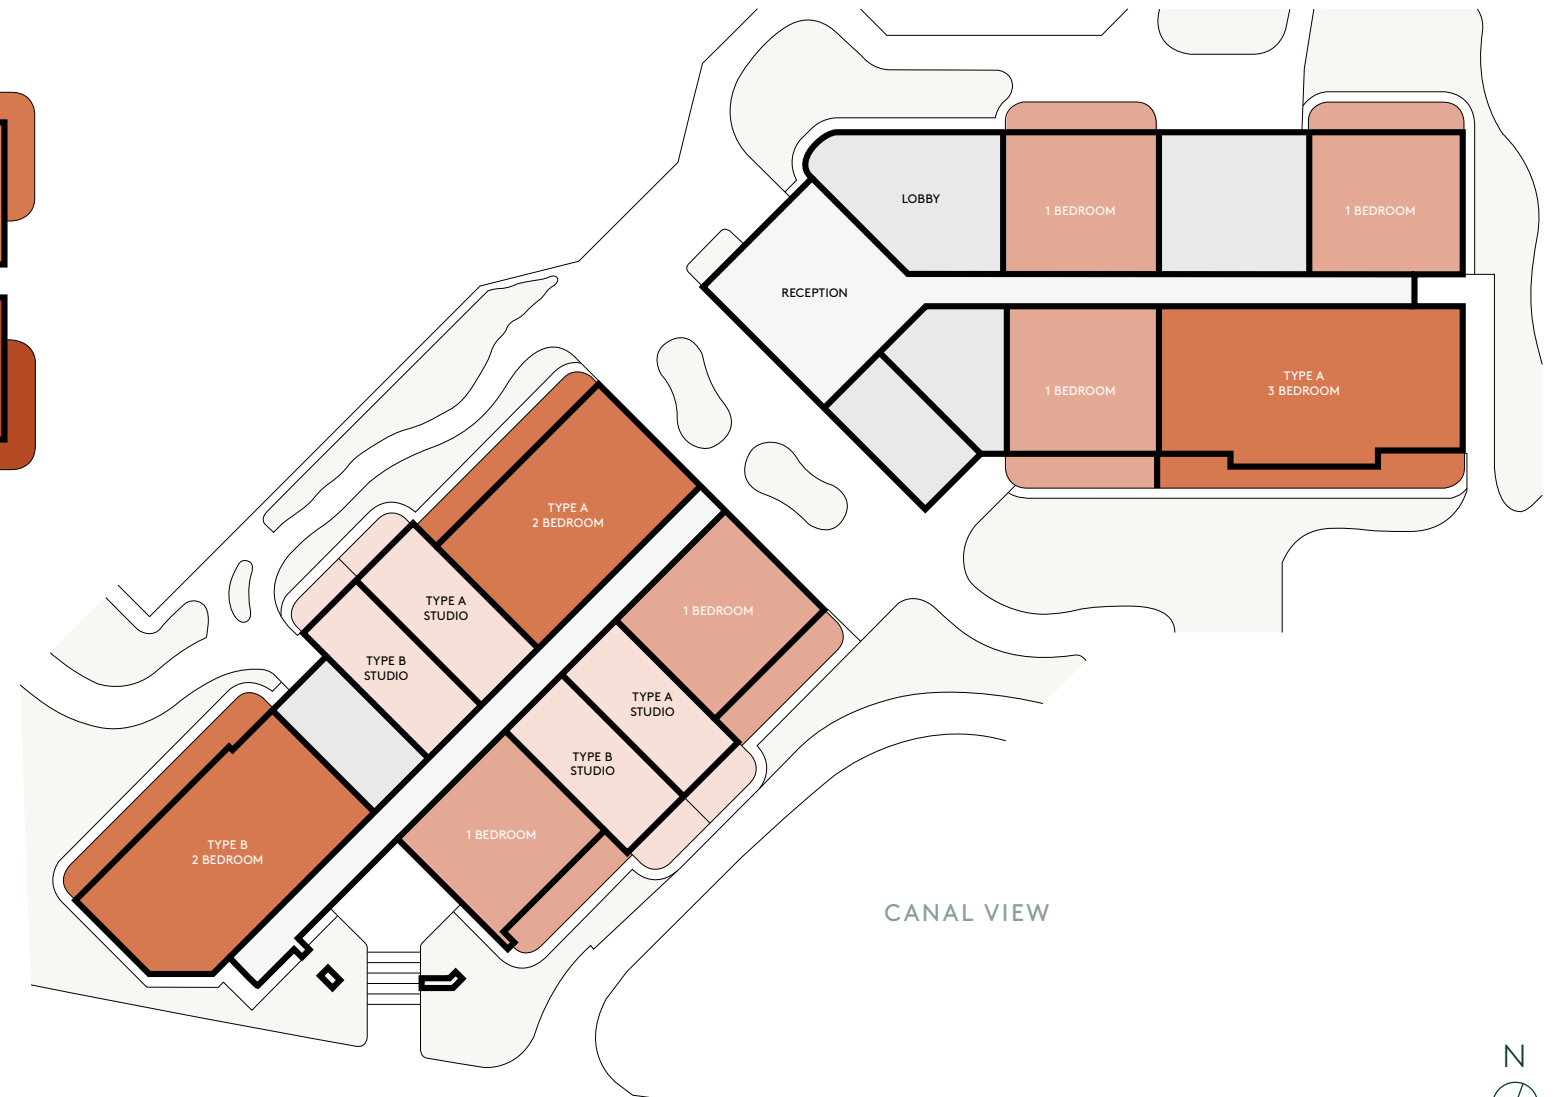 LOBBY
1 BEDROOM
1 BEDROOM
RECEPTION
1 BEDROOM
TYPE A
3 BEDROOM
TYPE A
2 BEDROOM
TYPE A
STUDIO
1 BEDROOM
TYPE B
STUDIO
TYPE A
STUDIO
TYPE B
STUDIO
1 BEDROOM
TYPE B
2 BEDROOM
CANAL VIEW
N